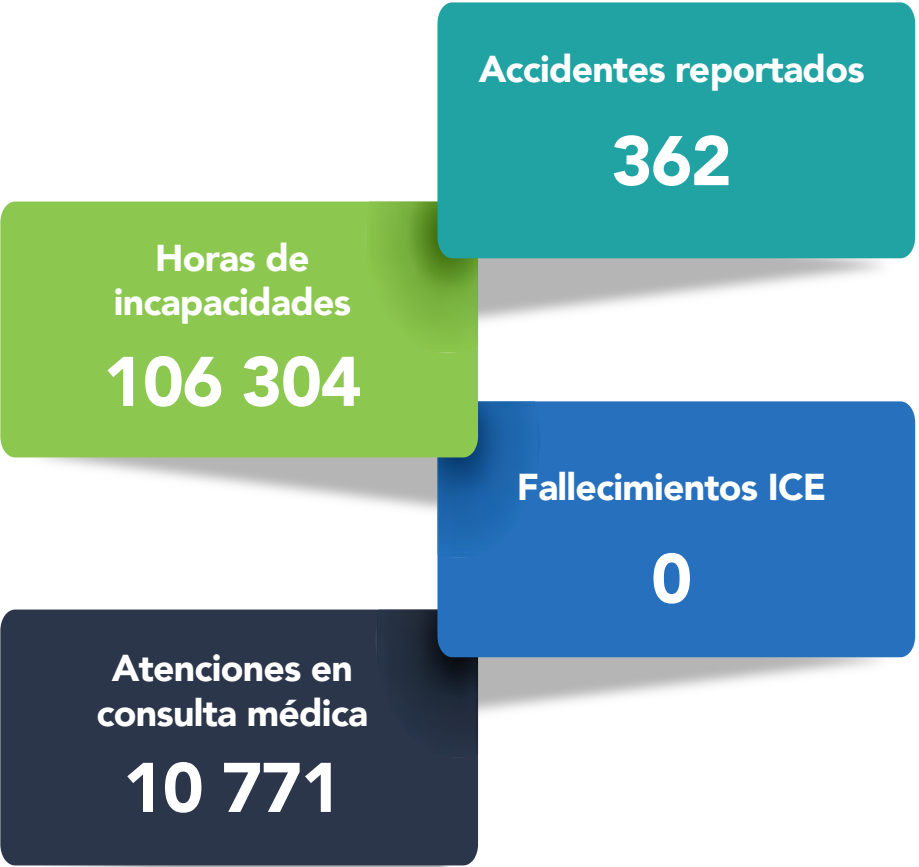 Accidentes reportados
362
Horas de
incapacidades
106 304
Fallecimientos ICE
0
Atenciones en
consulta médica
10 771